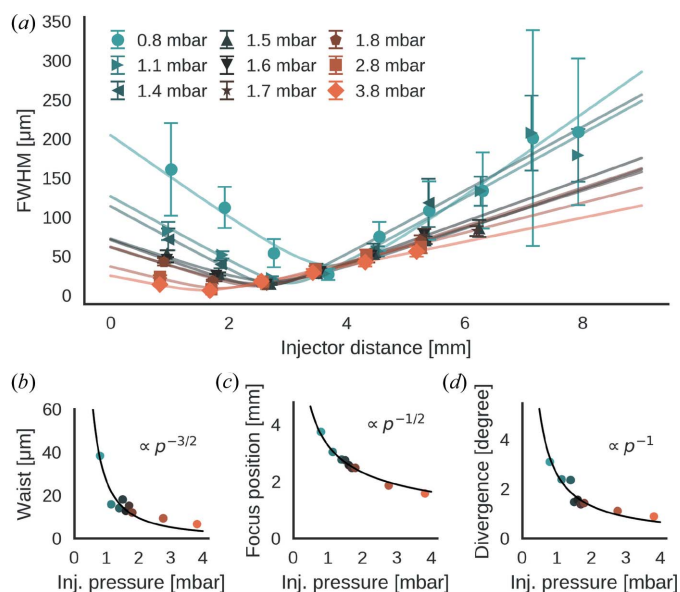 (a)
350
300
250
200
150
100
50
0
FWHM [µm]
0.8 mbar 1.5 mbar 1.8 mbar
1.1 mbar 1.6 mbar 2.8 mbar
1.4 mbar 1.7 mbar 3.8 mbar
0 2 4 6 8
Injector distance [mm]
(b)
60
40
20
0
Waist [µm]
∝ p−3/2
0 1 2 3 4
Inj. pressure [mbar]
(c)
4
2
0
Focus position [mm]
∝ p−1/2
0 1 2 3 4
Inj. pressure [mbar]
(d)
4
2
0
Divergence [degree]
∝ p−1
0 1 2 3 4
Inj. pressure [mbar]